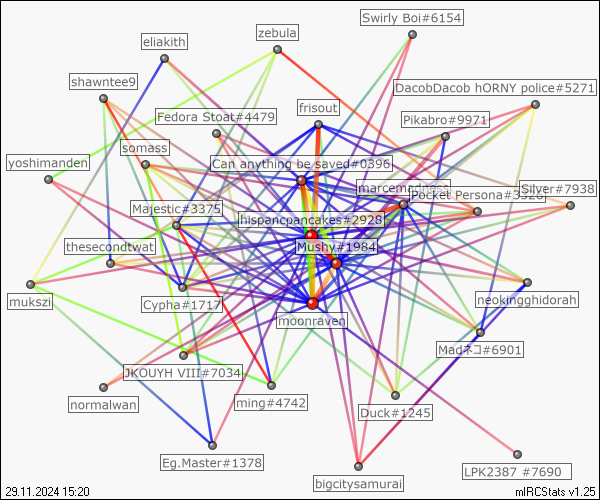 Swirly Boi#6154
zebula
eliakith
shawntee9
DacobDacob hORNY police#5271
frisout
Fedora Stoat#4479
Pikabro#9971
somass
yoshimanden
Can anything be saved#0396
marcemadness
Silver#7938
Pocket Persona#3326
Majestic#3375
hispancpancakes#2928
thesecondtwat
Mushy#1984
mukszi
Cypha#1717
neokingghidorah
moonraven
Madネコ#6901
JKOUYH VIII#7034
normalwan
ming#4742
Duck#1245
Eg.Master#1378
LPK2387 #7690
bigcitysamurai
29.11.2024 15:20
mIRCStats v1.25